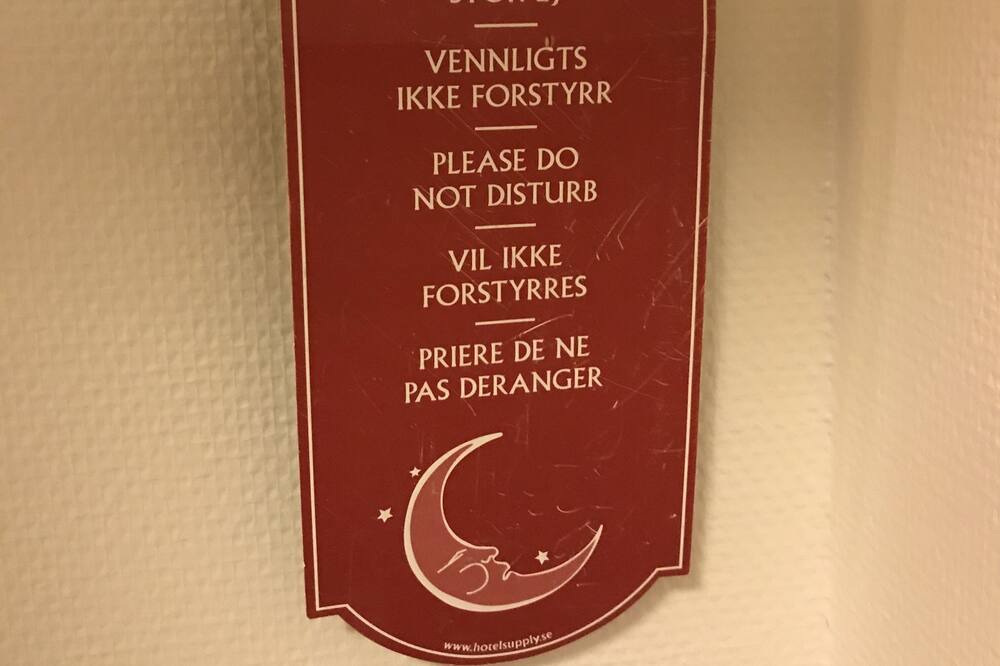 VENNLIGTS
IKKE FORSTYRR
PLEASE DO
NOT DISTURB
VIL IKKE
FORSTYRRES
PRIERE DE NE
PAS DERANGER
www.hotelsupply.se